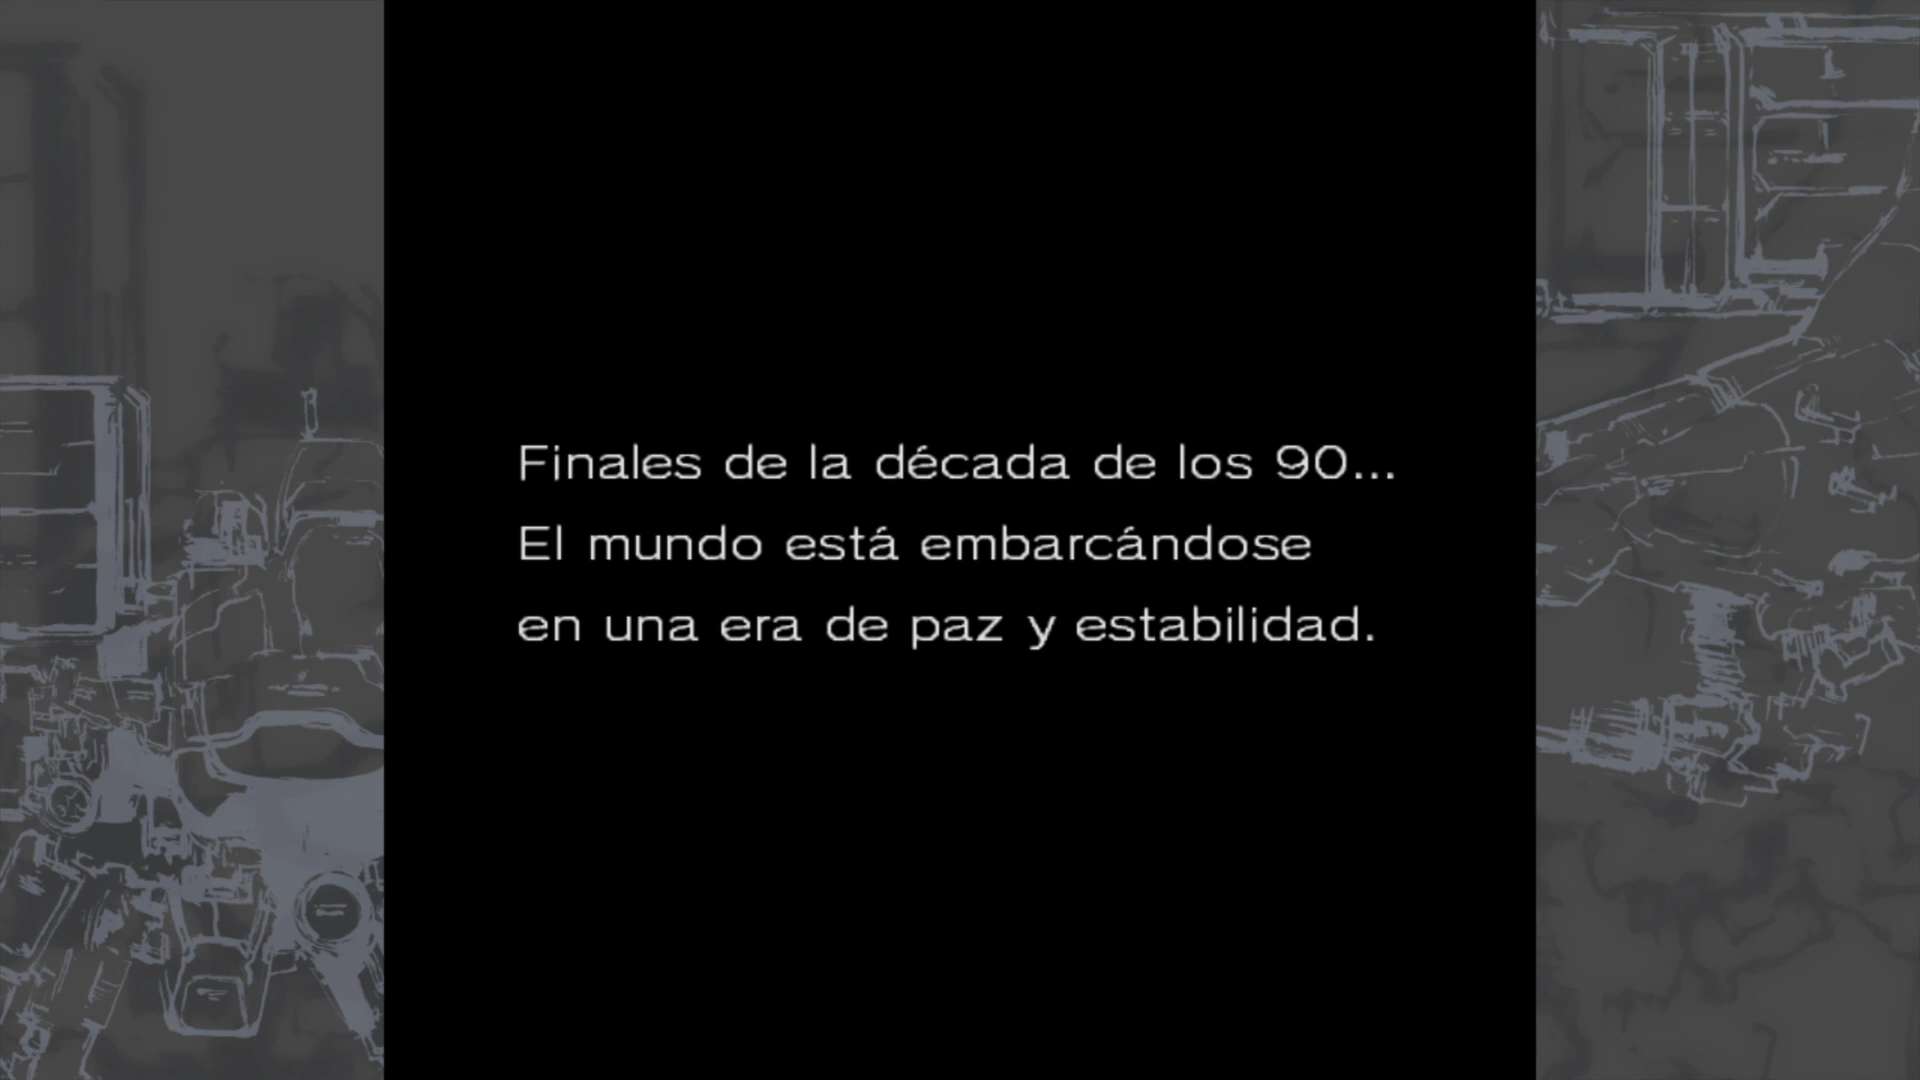 Finales de la década de los 90...
El mundo está embarcándose
en una era de paz y estabilidad.